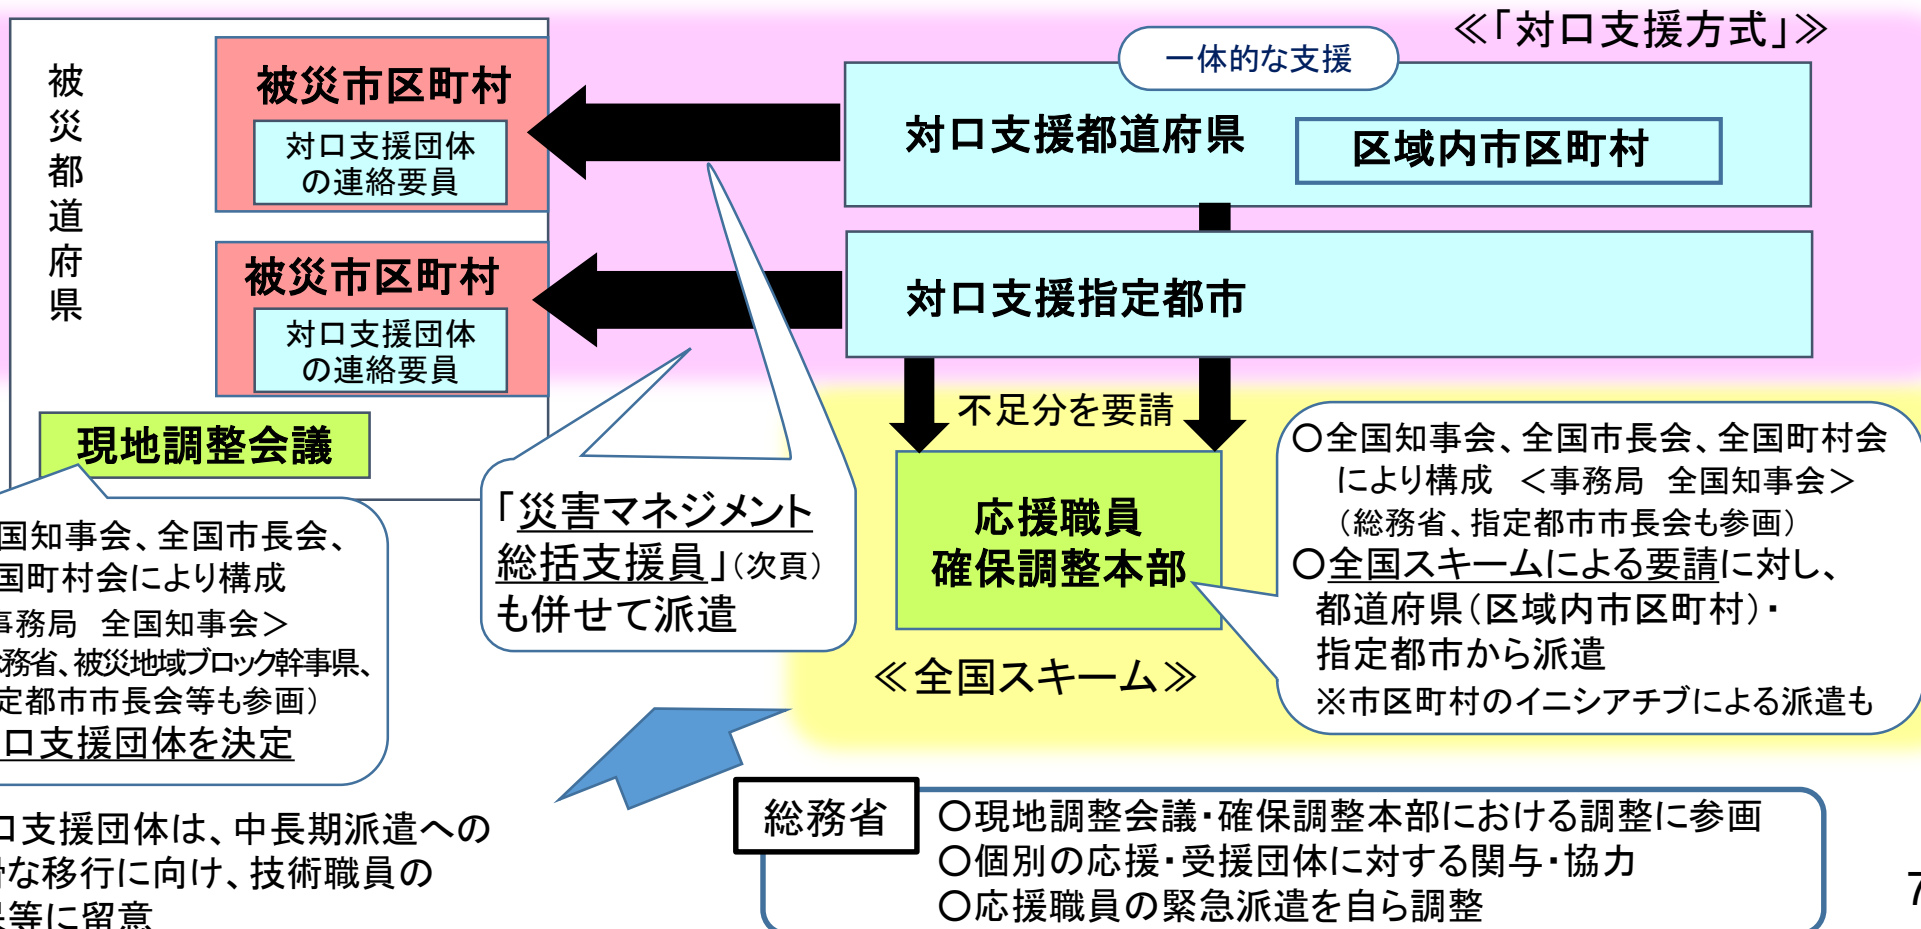 ≪「対口支援方式」≫
一体的な支援
被災都道府県
被災市区町村
対口支援団体
の連絡要員
対口支援都道府県
区域内市区町村
被災市区町村
対口支援団体
の連絡要員
対口支援指定都市
不足分を要請
現地調整会議
国知事会、全国市長会、
国町村会により構成
事務局　全国知事会＞
務省、被災地域ブロック幹事県、
定都市市長会等も参画）
口支援団体を決定
「災害マネジメント
総括支援員」（次頁）
も併せて派遣
応援職員
確保調整本部
≪全国スキーム≫
○全国知事会、全国市長会、全国町村会
により構成　＜事務局　全国知事会＞
（総務省、指定都市市長会も参画）
○全国スキームによる要請に対し、
都道府県（区域内市区町村）・
指定都市から派遣
※市区町村のイニシアチブによる派遣も
口支援団体は、中長期派遣への
な移行に向け、技術職員の
等に留意
総務省
○現地調整会議・確保調整本部における調整に参画
○個別の応援・受援団体に対する関与・協力
○応援職員の緊急派遣を自ら調整
7